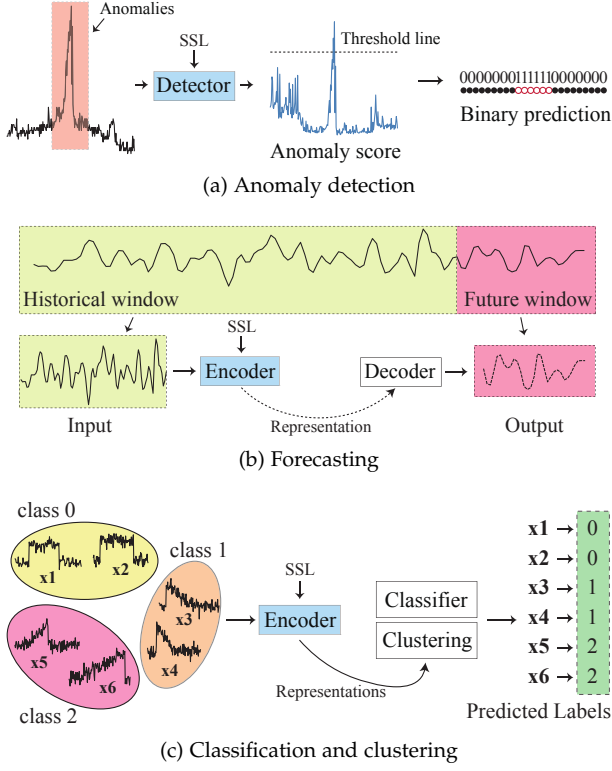 Anomalies
SSL
Threshold line
Detector
0000000011111100000000
Anomaly score
Binary prediction
(a) Anomaly detection
Historical window
Future window
SSL
Encoder
Decoder
Input
Representation
Output
(b) Forecasting
class 0
x1
x2
class 1
x3
x4
x5
x6
class 2
SSL
Encoder
Classifier
Clustering
Representations
x1 → 0
x2 → 0
x3 → 1
x4 → 1
x5 → 2
x6 → 2
Predicted Labels
(c) Classification and clustering